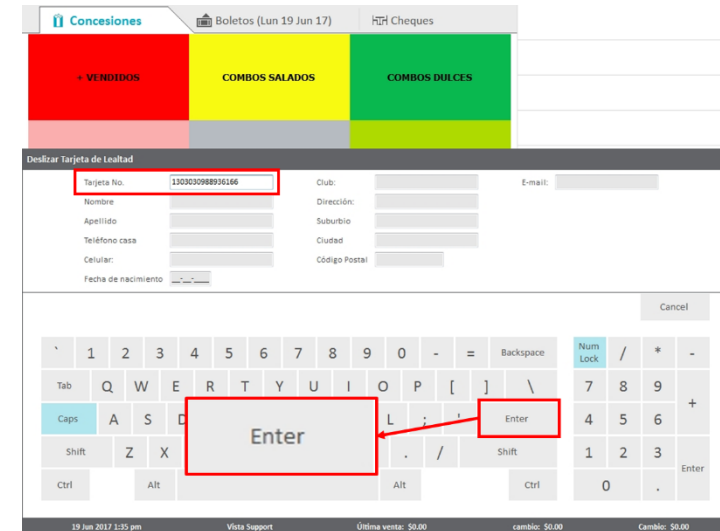 Concesiones
Boletos (Lun 19 Jun 17)
Cheques
+ VENDIDOS
COMBOS SALADOS
COMBOS DULCES
Deslizar Tarjeta de Lealtad
Tarjeta No. 1303030988936166 Club: E-mail:
Nombre Dirección:
Apellido Suburbio
Teléfono casa Ciudad
Celular: Código Postal
Fecha de nacimiento __-__-____
Cancel
` 1 2 3 4 5 6 7 8 9 0 - = Backspace Num Lock / * -
Tab Q W E R T Y U I O P [ ] \ 7 8 9 +
Caps A S D L ; ' Enter 4 5 6
Enter
Shift Z X . / Shift 1 2 3 Enter
Ctrl Alt Alt Ctrl 0 .
19 Jun 2017 1:35 pm Vista Support Última venta: $0.00 cambio: $0.00 Cambio: $0.00